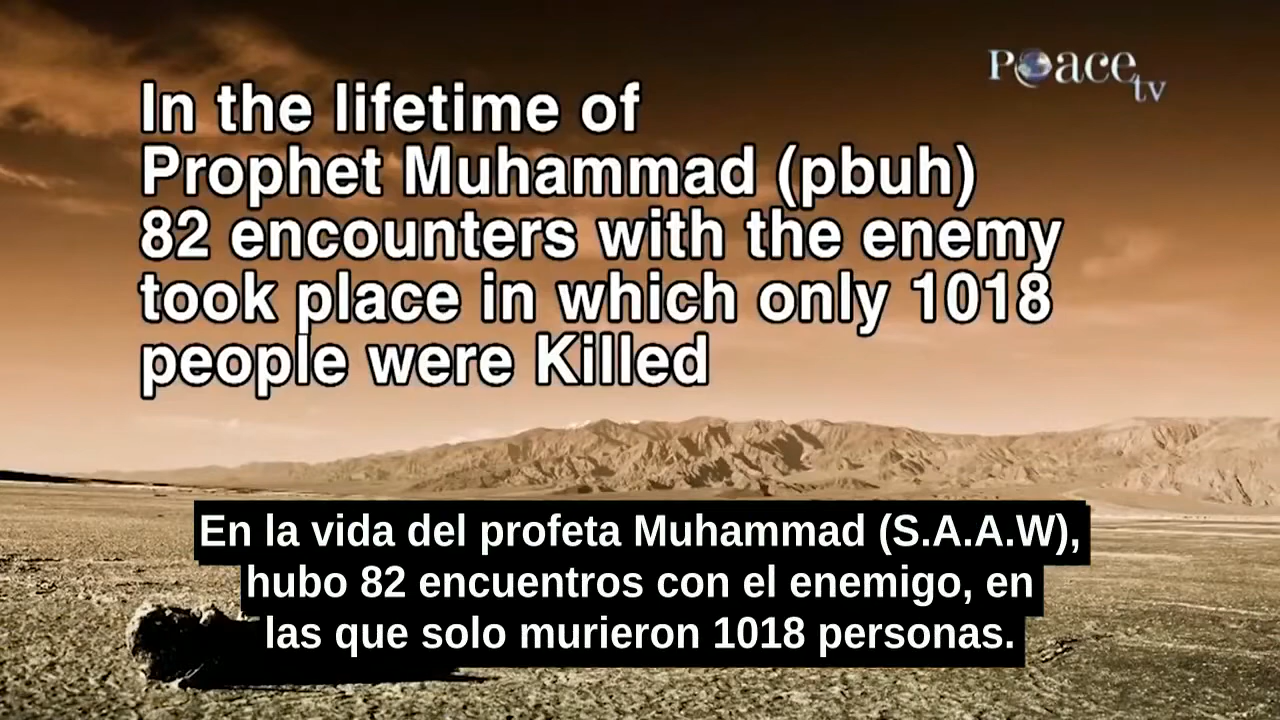 Peace
tv
In the lifetime of
Prophet Muhammad (pbuh)
82 encounters with the enemy
took place in which only 1018
people were Killed
En la vida del profeta Muhammad (S.A.A.W),
hubo 82 encuentros con el enemigo, en
las que solo murieron 1018 personas.